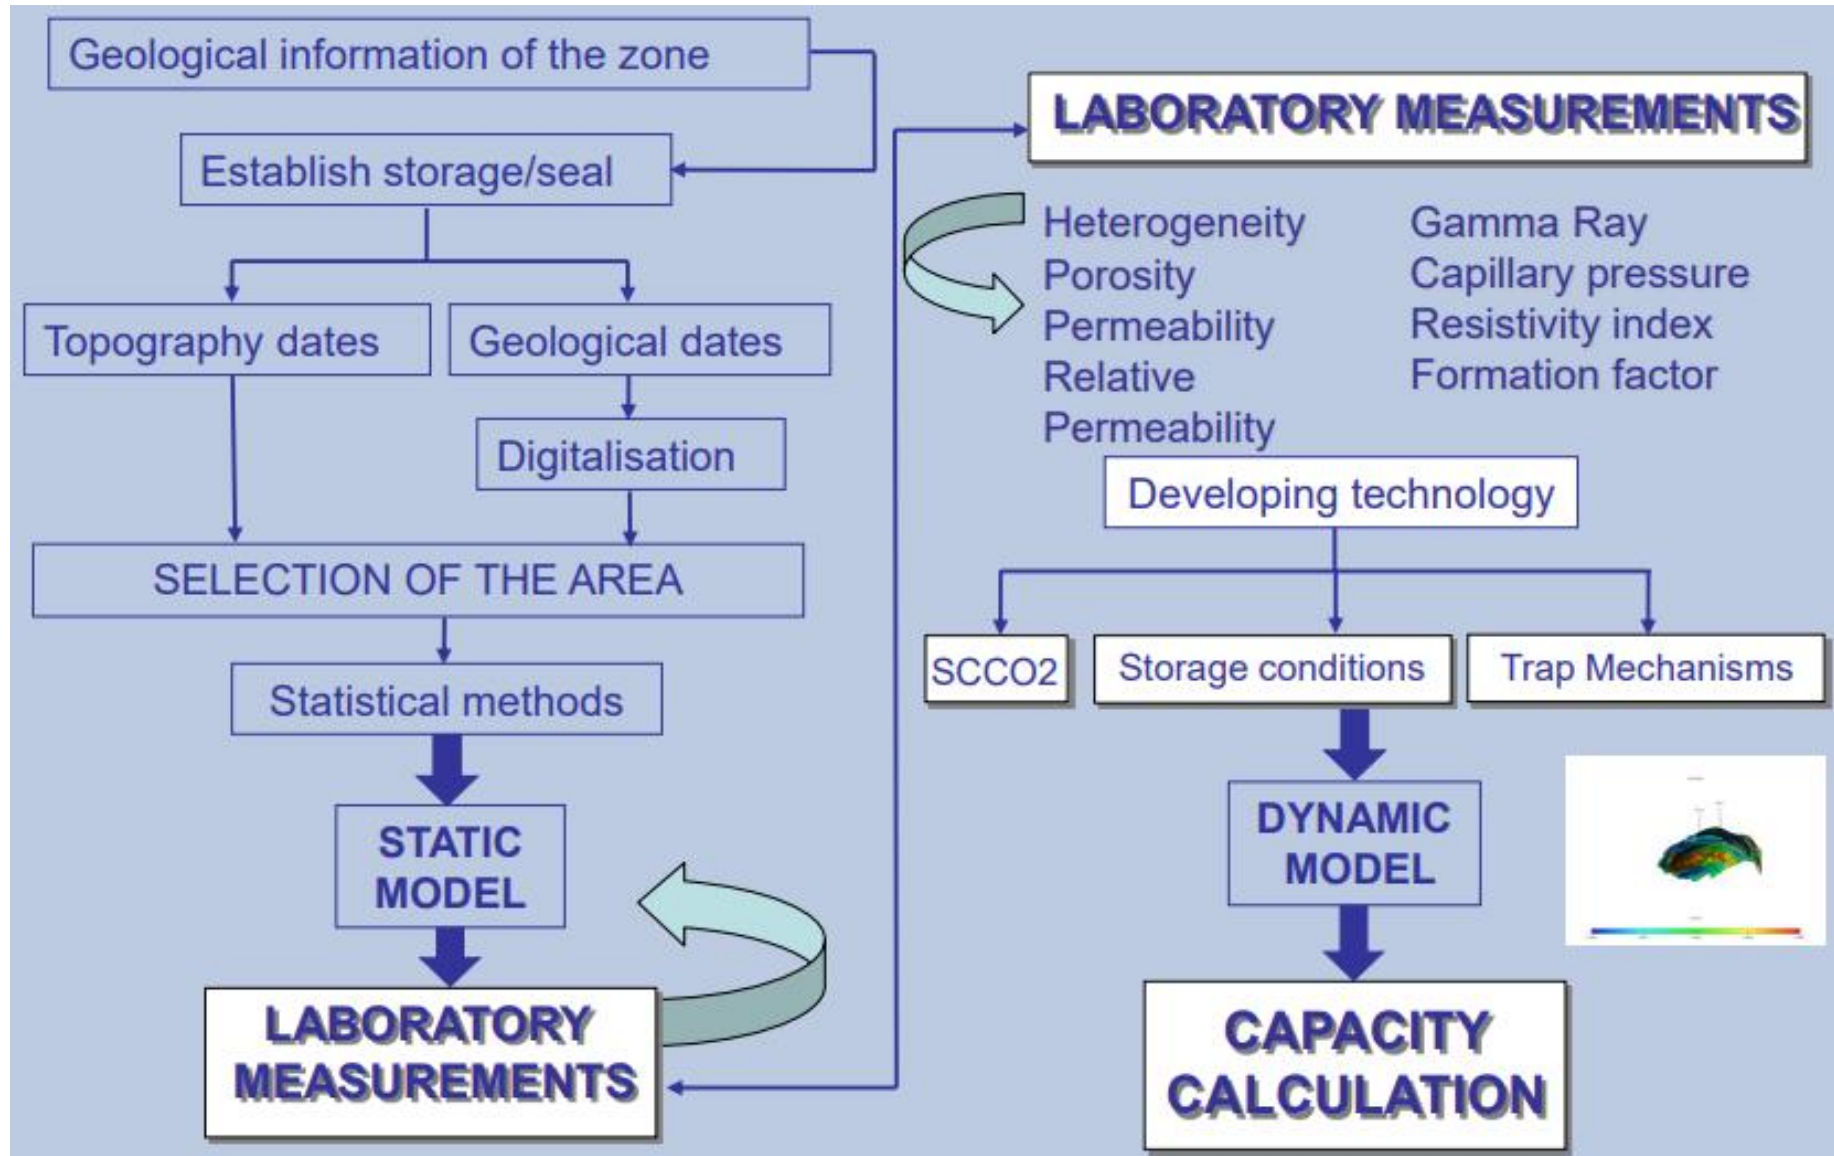 Geological information of the zone
Establish storage/seal
Topography dates
Geological dates
Digitalisation
SELECTION OF THE AREA
Statistical methods
STATIC
MODEL
LABORATORY
MEASUREMENTS
LABORATORY MEASUREMENTS
Heterogeneity
Porosity
Permeability
Relative
Permeability
Gamma Ray
Capillary pressure
Resistivity index
Formation factor
Developing technology
SCCO2
Storage conditions
Trap Mechanisms
DYNAMIC
MODEL
CAPACITY
CALCULATION